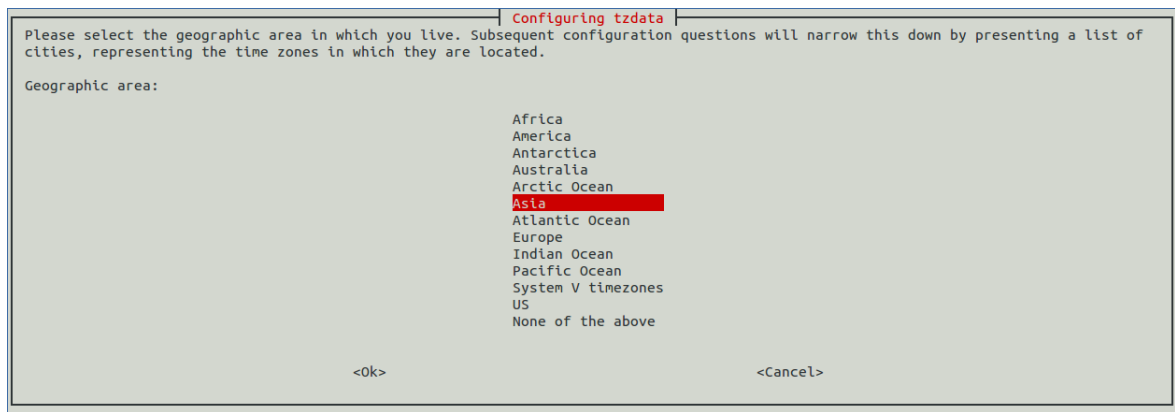 Configuring tzdata
Please select the geographic area in which you live. Subsequent configuration questions will narrow this down by presenting a list of
cities, representing the time zones in which they are located.
Geographic area:
Africa
America
Antarctica
Australia
Arctic Ocean
Asia
Atlantic Ocean
Europe
Indian Ocean
Pacific Ocean
System V timezones
US
None of the above
<Ok> <Cancel>